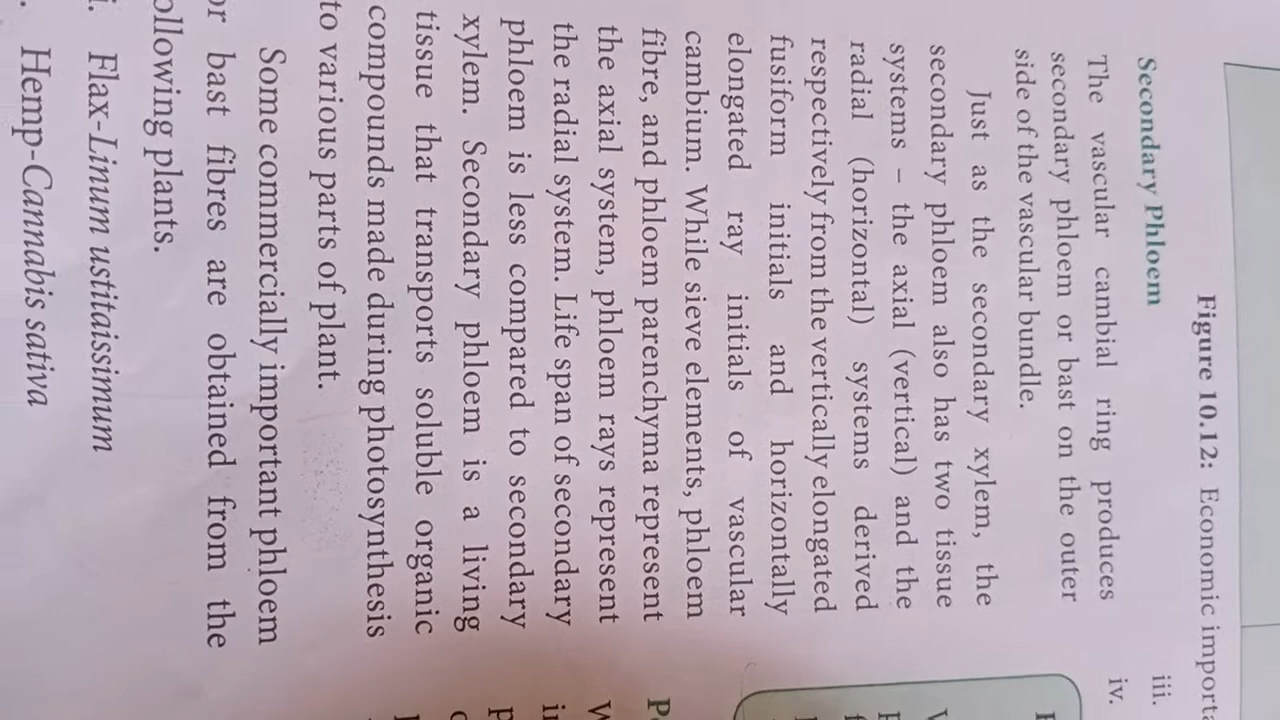 Figure 10.12: Economic import
Secondary Phloem
The vascular cambial ring produces
secondary phloem or bast on the outer
side of the vascular bundle.
Just as the secondary xylem, the
secondary phloem also has two tissue
systems – the axial (vertical) and the
radial (horizontal) systems derived
respectively from the vertically elongated
fusiform initials and horizontally
elongated ray initials of vascular
cambium. While sieve elements, phloem
fibre, and phloem parenchyma represent
the axial system, phloem rays represent
the radial system. Life span of secondary
phloem is less compared to secondary
xylem. Secondary phloem is a living
tissue that transports soluble organic
compounds made during photosynthesis
to various parts of plant.
Some commercially important phloem
or bast fibres are obtained from the
ollowing plants.
i. Flax-Linum ustitaissimum
. Hemp-Cannabis sativa
iii.
iv.